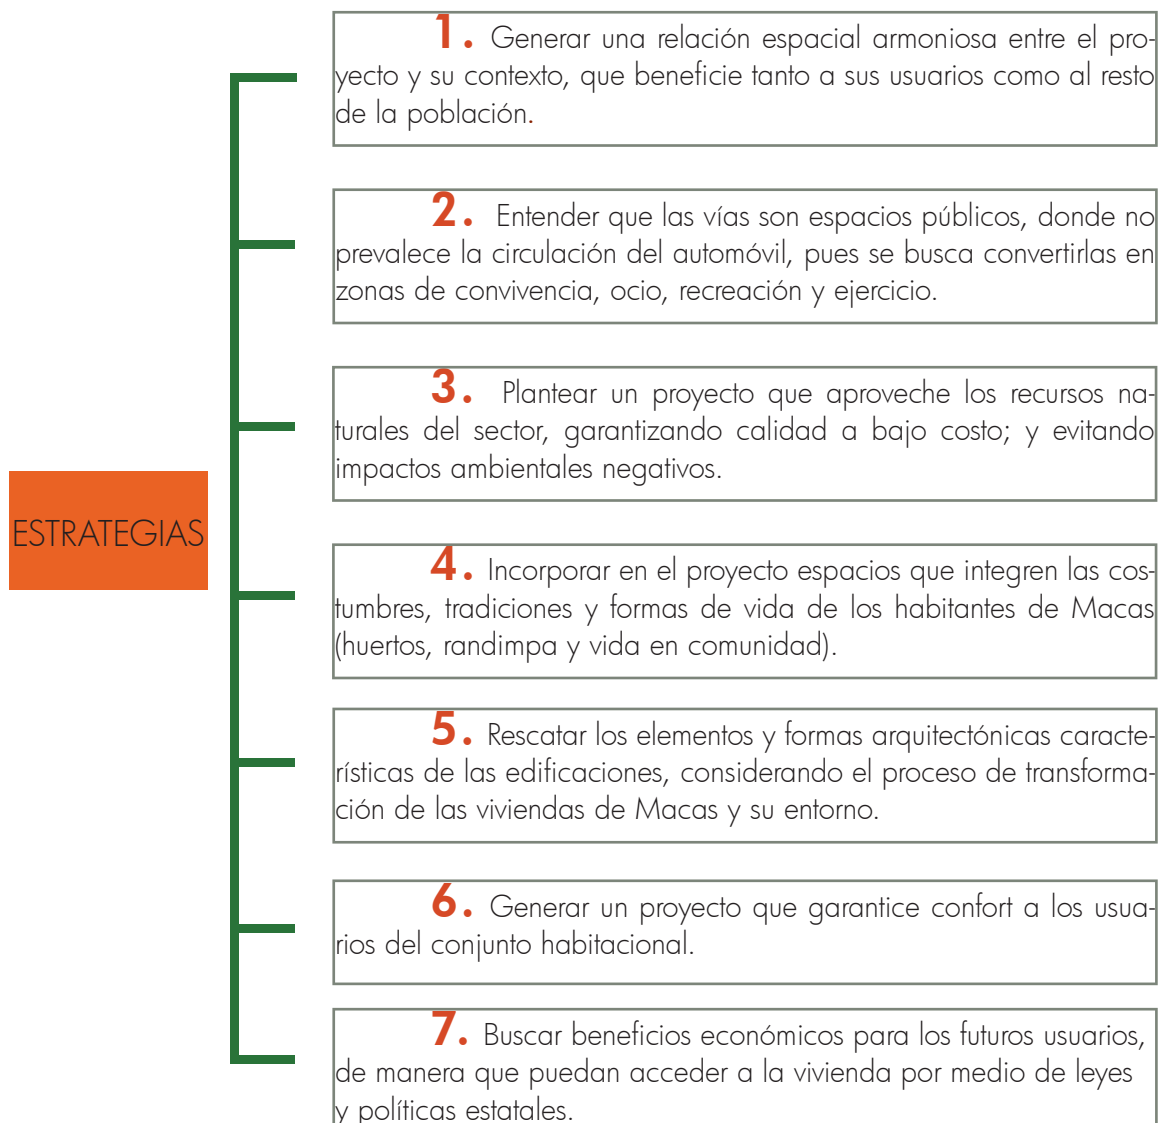 1. Generar una relación espacial armoniosa entre el pro-
yecto y su contexto, que beneficie tanto a sus usuarios como al resto
de la población.
2. Entender que las vías son espacios públicos, donde no
prevalece la circulación del automóvil, pues se busca convertirlas en
zonas de convivencia, ocio, recreación y ejercicio.
3. Plantear un proyecto que aproveche los recursos na-
turales del sector, garantizando calidad a bajo costo; y evitando
impactos ambientales negativos.
ESTRATEGIAS
4. Incorporar en el proyecto espacios que integren las cos-
tumbres, tradiciones y formas de vida de los habitantes de Macas
(huertos, randimpa y vida en comunidad).
5. Rescatar los elementos y formas arquitectónicas caracte-
rísticas de las edificaciones, considerando el proceso de transforma-
ción de las viviendas de Macas y su entorno.
6. Generar un proyecto que garantice confort a los usua-
rios del conjunto habitacional.
7. Buscar beneficios económicos para los futuros usuarios,
de manera que puedan acceder a la vivienda por medio de leyes
y políticas estatales.